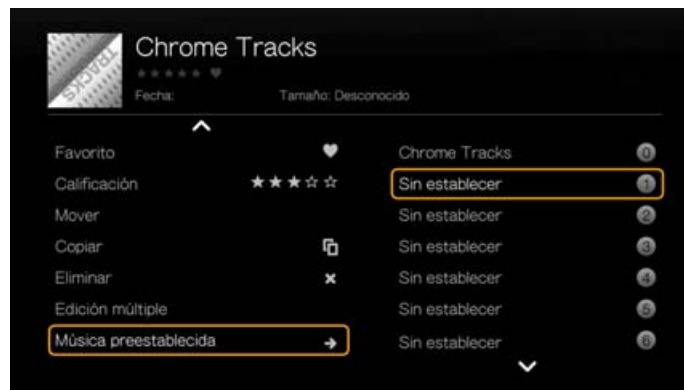 TRACKS
Chrome Tracks
Fecha: Tamaño: Desconocido
Favorito
Calificación
Mover
Copiar
Eliminar
Edición múltiple
Música preestablecida
Chrome Tracks 0
Sin establecer 1
Sin establecer 2
Sin establecer 3
Sin establecer 4
Sin establecer 5
Sin establecer 6